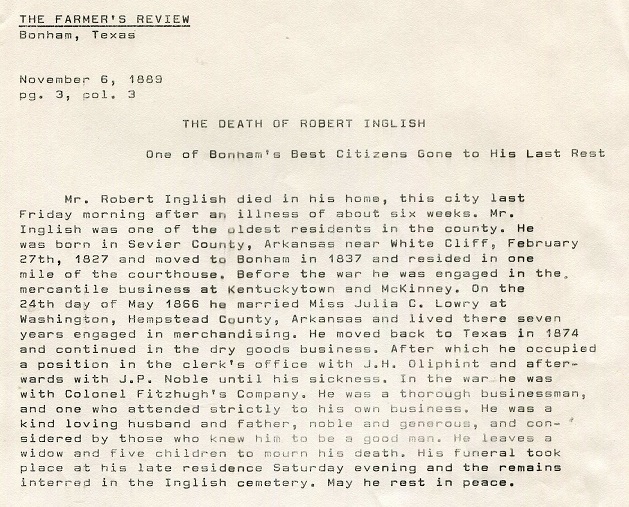 THE FARMER'S REVIEW
Bonham, Texas
November 6, 1889
pg. 3, col. 3
THE DEATH OF ROBERT INGLISH
One of Bonham's Best Citizens Gone to His Last Rest
Mr. Robert Inglish died in his home, this city last
Friday morning after an illness of about six weeks. Mr.
Inglish was one of the oldest residents in the county. He
was born in Sevier County, Arkansas near White Cliff, February
27th, 1827 and moved to Bonham in 1837 and resided in one
mile of the courthouse. Before the war he was engaged in the
mercantile business at Kentuckytown and McKinney. On the
24th day of May 1866 he married Miss Julia C. Lowry at
Washington, Hempstead County, Arkansas and lived there seven
years engaged in merchandising. He moved back to Texas in 1874
and continued in the dry goods business. After which he occupied
a position in the clerk's office with J.H. Oliphint and after-
wards with J.P. Noble until his sickness. In the war he was
with Colonel Fitzhugh's Company. He was a thorough businessman,
and one who attended strictly to his own business. He was a
kind loving husband and father, noble and generous, and con-
sidered by those who knew him to be a good man. He leaves a
widow and five children to mourn his death. His funeral took
place at his late residence Saturday evening and the remains
interred in the Inglish cemetery. May he rest in peace.